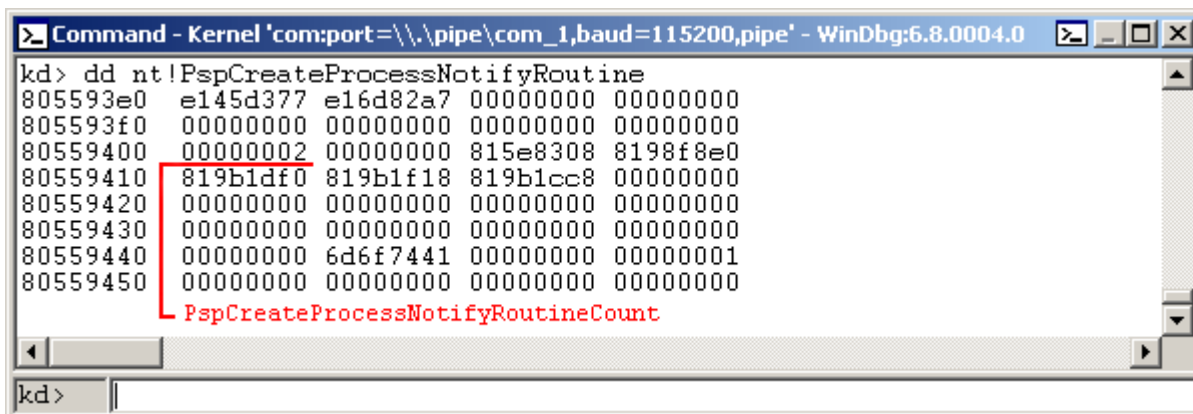 Command - Kernel 'com:port=\\.\pipe\com_1,baud=115200,pipe' - WinDbg:6.8.0004.0
kd> dd nt!PspCreateProcessNotifyRoutine
805593e0 e145d377 e16d82a7 00000000 00000000
805593f0 00000000 00000000 00000000 00000000
80559400 00000002 00000000 815e8308 8198f8e0
80559410 819b1df0 819b1f18 819b1cc8 00000000
80559420 00000000 00000000 00000000 00000000
80559430 00000000 00000000 00000000 00000000
80559440 00000000 6d6f7441 00000000 00000001
80559450 00000000 00000000 00000000 00000000
PspCreateProcessNotifyRoutineCount
kd>